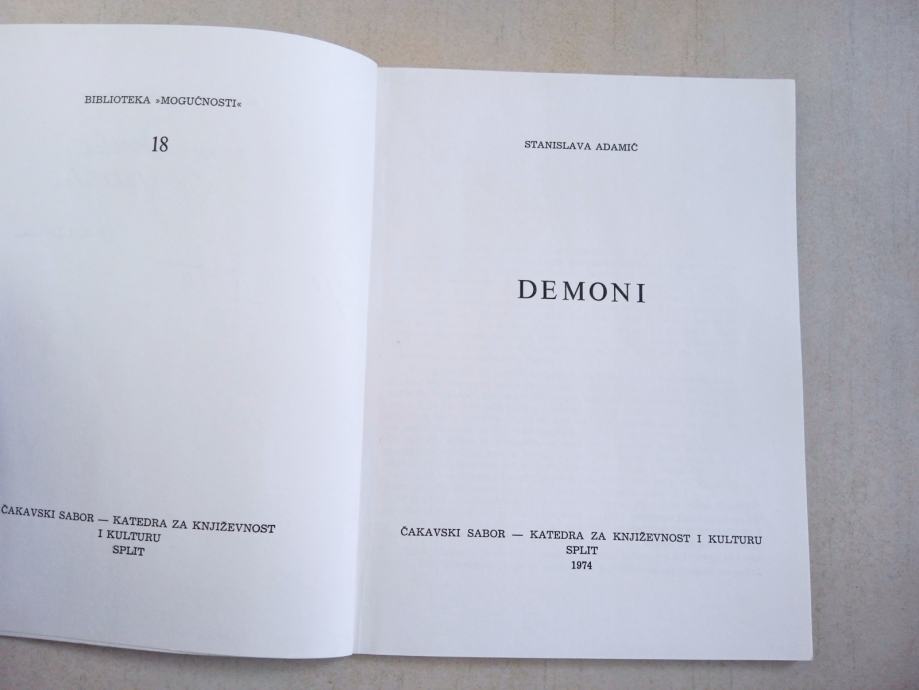 BIBLIOTEKA »MOGUĆNOSTI«
18
ČAKAVSKI SABOR — KATEDRA ZA KNJIŽEVNOST
I KULTURU
SPLIT
STANISLAVA ADAMIČ
DEMONI
ČAKAVSKI SABOR — KATEDRA ZA KNJIŽEVNOST I KULTURU
SPLIT
1974